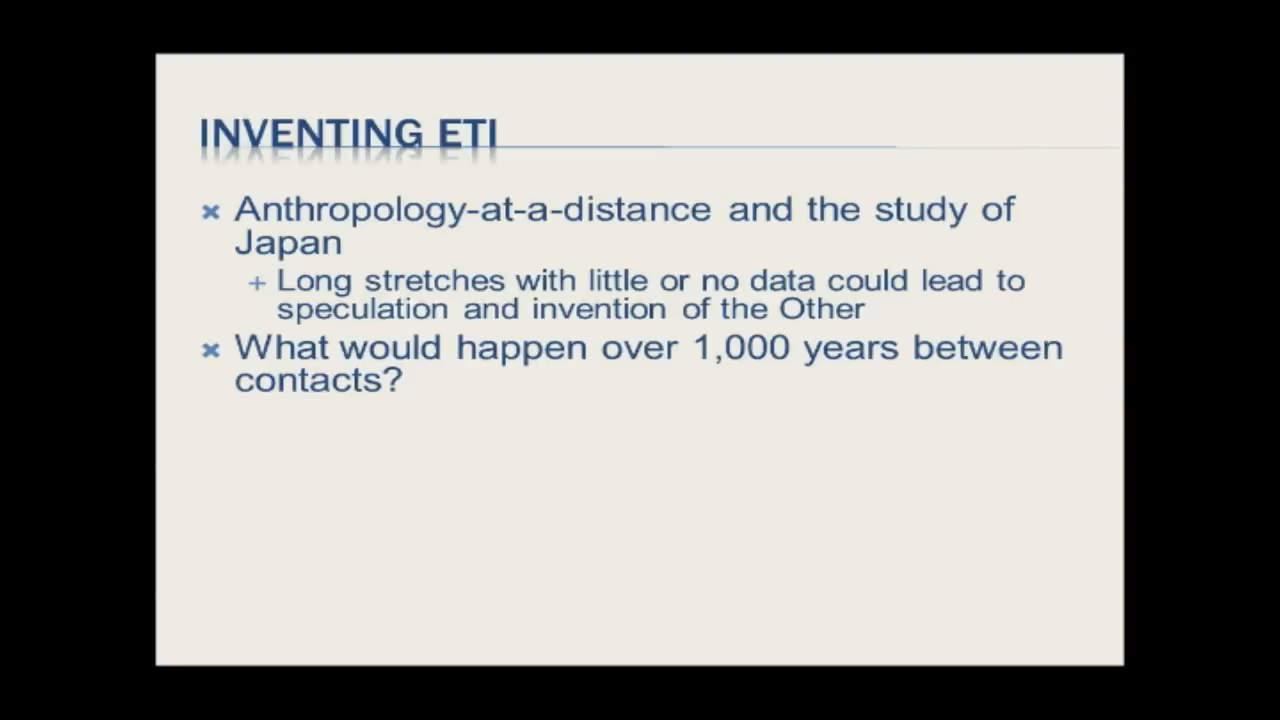 INVENTING ETI
Anthropology-at-a-distance and the study of
Japan
Long stretches with little or no data could lead to
speculation and invention of the Other
What would happen over 1,000 years between
contacts?